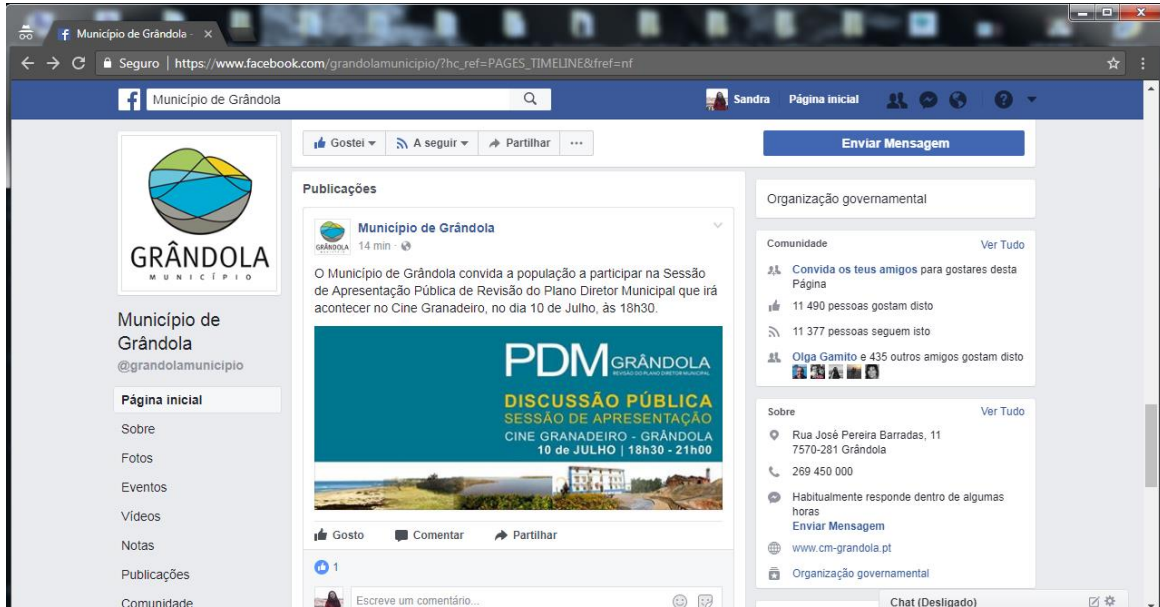 Município de Grândola -
Seguro | https://www.facebook.com/grandolamunicipio/?hc_ref=PAGES_TIMELINE&fref=nf
Município de Grândola
Sandra Página inicial
GRÂNDOLA
MUNICÍPIO
Município de
Grândola
@grandolamunicipio
Página inicial
Sobre
Fotos
Eventos
Vídeos
Notas
Publicações
Comunidade
Gostei A seguir Partilhar ...
Publicações
GRÂNDOLA
Município de Grândola
14 min ·
O Município de Grândola convida a população a participar na Sessão
de Apresentação Pública de Revisão do Plano Diretor Municipal que irá
acontecer no Cine Granadeiro, no dia 10 de Julho, às 18h30.
PDM GRÂNDOLA
REVISÃO DO PLANO DIRETOR MUNICIPAL
DISCUSSÃO PÚBLICA
SESSÃO DE APRESENTAÇÃO
CINE GRANADEIRO - GRÂNDOLA
10 de JULHO | 18h30 - 21h00
Gosto Comentar Partilhar
1
Escreve um comentário...
Enviar Mensagem
Organização governamental
Comunidade Ver Tudo
Convida os teus amigos para gostares desta
Página
11 490 pessoas gostam disto
11 377 pessoas seguem isto
Olga Gamito e 435 outros amigos gostam disto
Sobre Ver Tudo
Rua José Pereira Barradas, 11
7570-281 Grândola
269 450 000
Habitualmente responde dentro de algumas
horas
Enviar Mensagem
www.cm-grandola.pt
Organização governamental
Chat (Desligado)